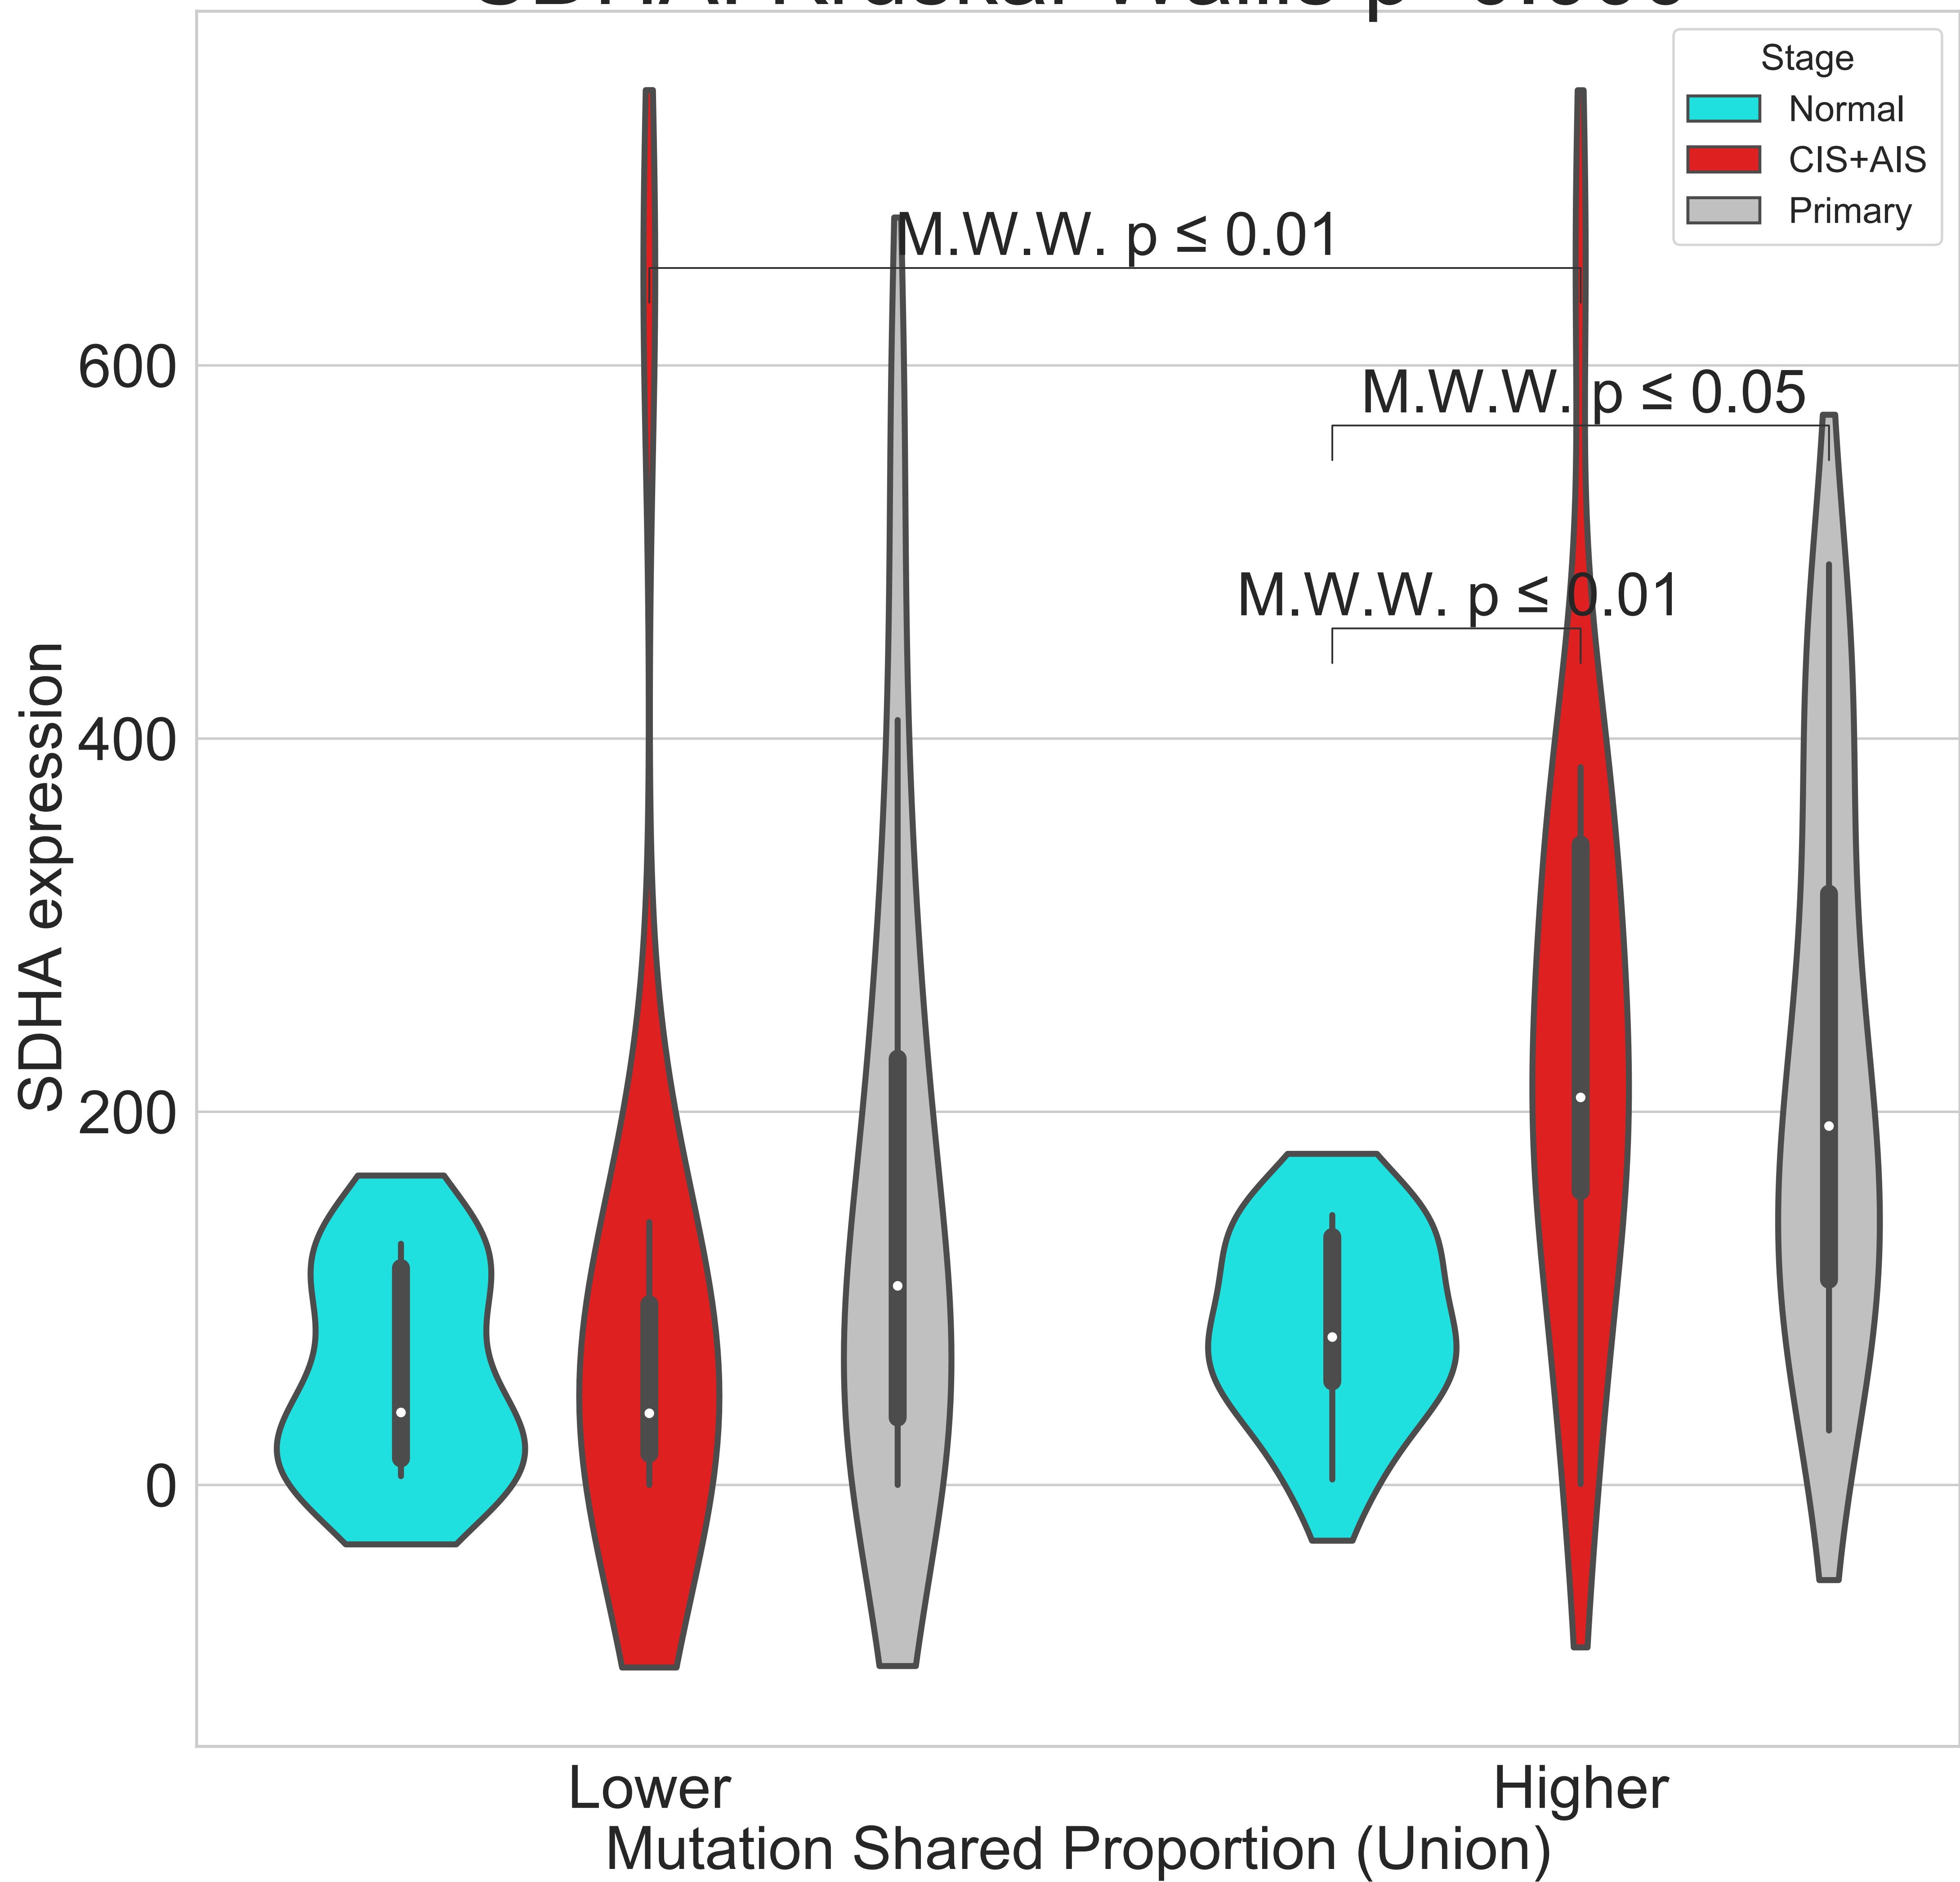 Stage
Normal
CIS+AIS
Primary
M.W.W. p ≤ 0.01
M.W.W. p ≤ 0.05
M.W.W. p ≤ 0.01
600
400
200
0
SDHA expression
Lower
Higher
Mutation Shared Proportion (Union)